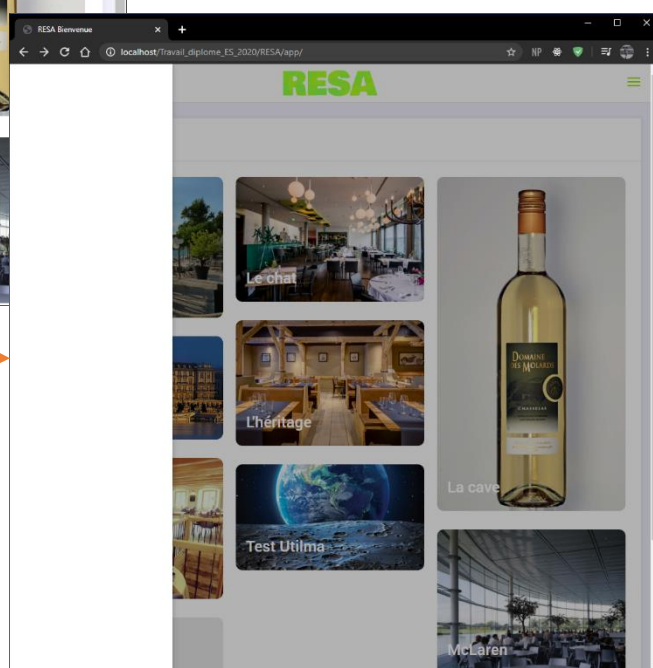 RESA Bienvenue
localhost/Travail_diplome_ES_2020/RESA/app/
NP
RESA
Le chat
L'héritage
Test Utilma
DOMAINE
DES MOLARDS
CHASSELAS
La cave
McLaren